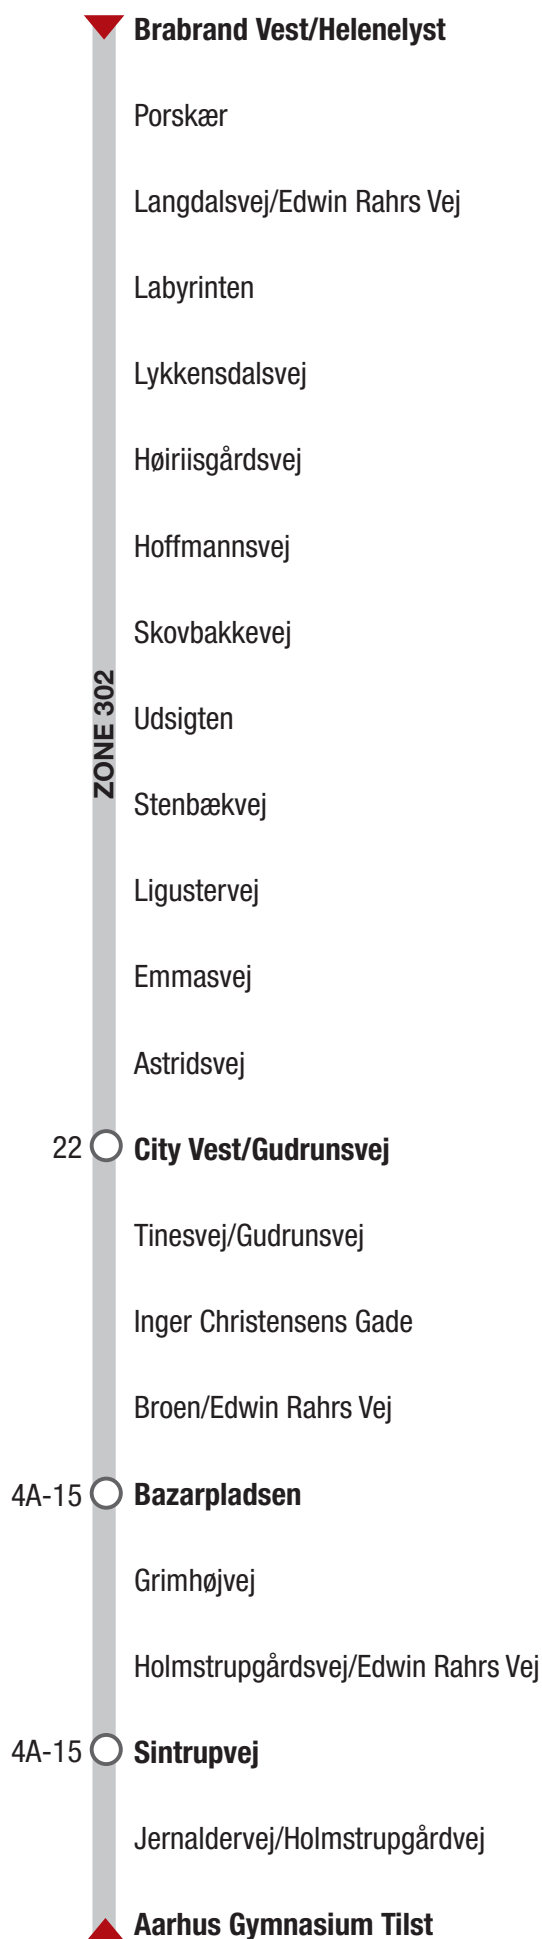 Brabrand Vest/Helenelyst
Porskær
Langdalsvej/Edwin Rahrs Vej
Labyrinten
Lykkensdalsvej
Høiriisgårdsvej
Hoffmannsvej
Skovbakkevej
ZONE 302
Udsigten
Stenbækvej
Ligustervej
Emmasvej
Astridsvej
22 City Vest/Gudrunsvej
Tinesvej/Gudrunsvej
Inger Christensens Gade
Broen/Edwin Rahrs Vej
4A-15 Bazarpladsen
Grimhøjvej
Holmstrupgårdsvej/Edwin Rahrs Vej
4A-15 Sintrupvej
Jernaldervej/Holmstrupgårdvej
Aarhus Gymnasium Tilst